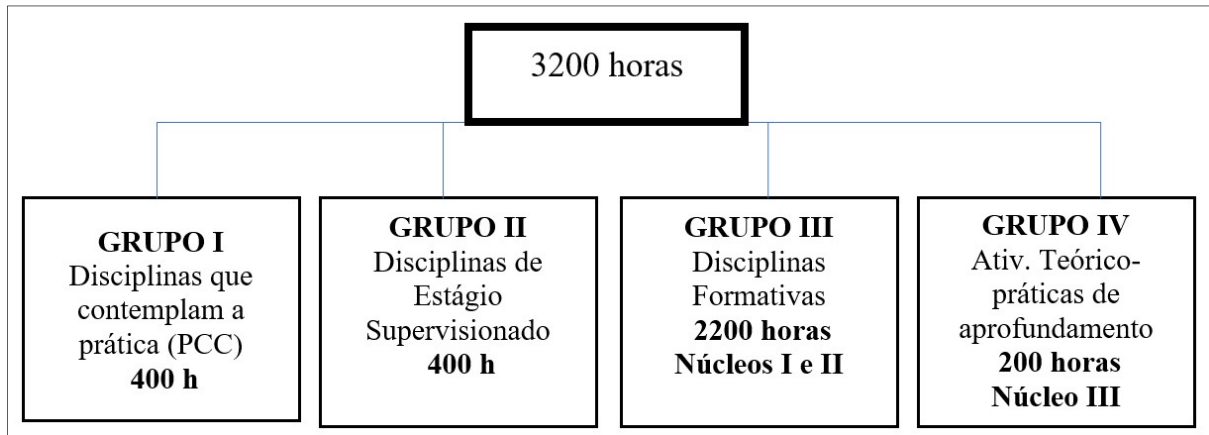 3200 horas
GRUPO I
Disciplinas que
contemplam a
prática (PCC)
400 h
GRUPO II
Disciplinas de
Estágio
Supervisionado
400 h
GRUPO III
Disciplinas
Formativas
2200 horas
Núcleos I e II
GRUPO IV
Ativ. Teórico-
práticas de
aprofundamento
200 horas
Núcleo III